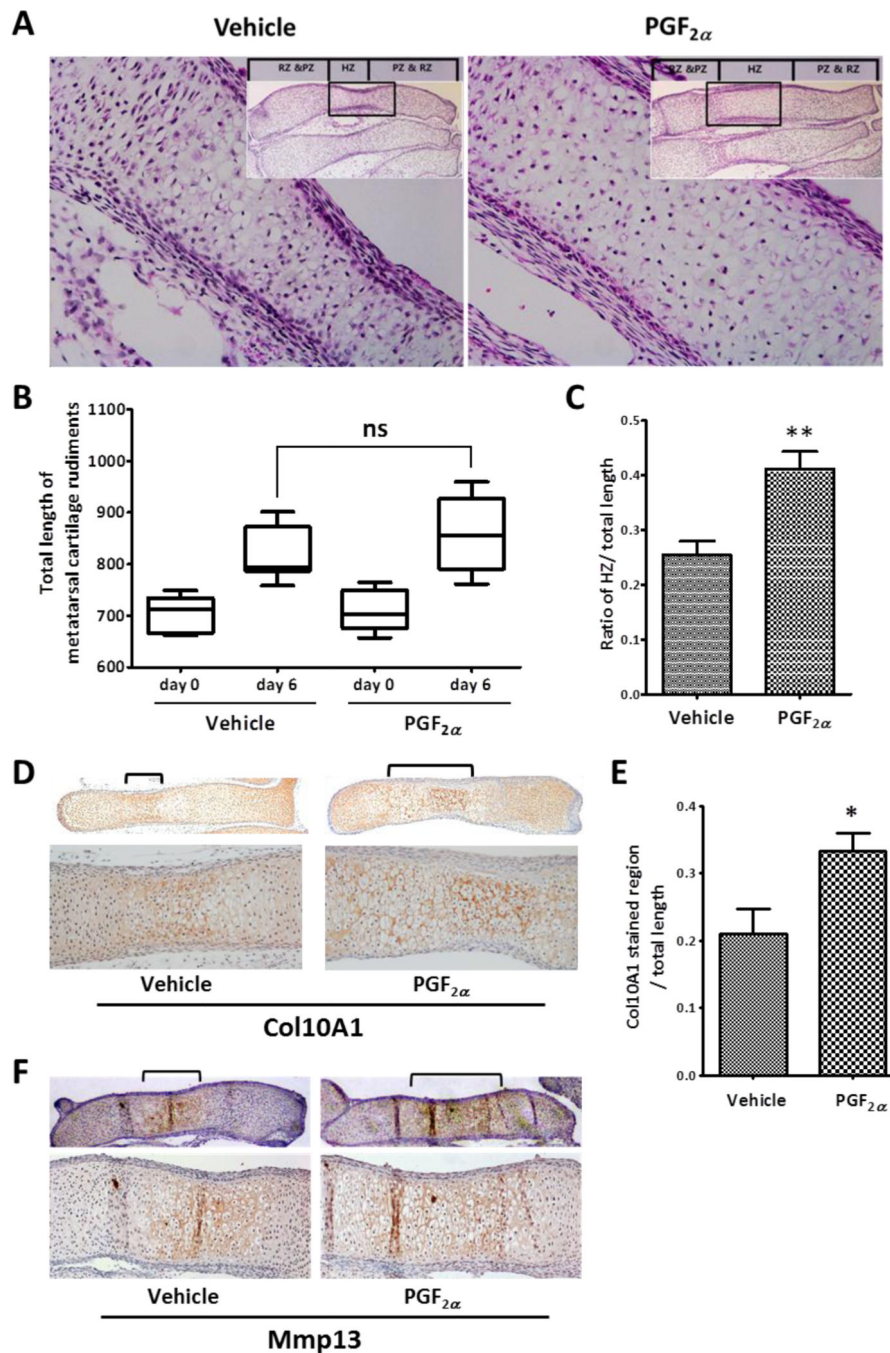 A
Vehicle
PGF2α
RZ &PZ
HZ
PZ & RZ
RZ &PZ
HZ
PZ & RZ
B
Total length of
metatarsal cartilage rudiments
1100
1000
900
800
700
600
ns
day 0
day 6
day 0
day 6
Vehicle
PGF2α
C
Ratio of HZ/ total length
0.5
0.4
0.3
0.2
0.1
0.0
**
Vehicle
PGF2α
D
Vehicle
PGF2α
Col10A1
E
Col10A1 stained region
/ total length
0.4
0.3
0.2
0.0
*
Vehicle
PGF2α
F
Vehicle
PGF2α
Mmp13